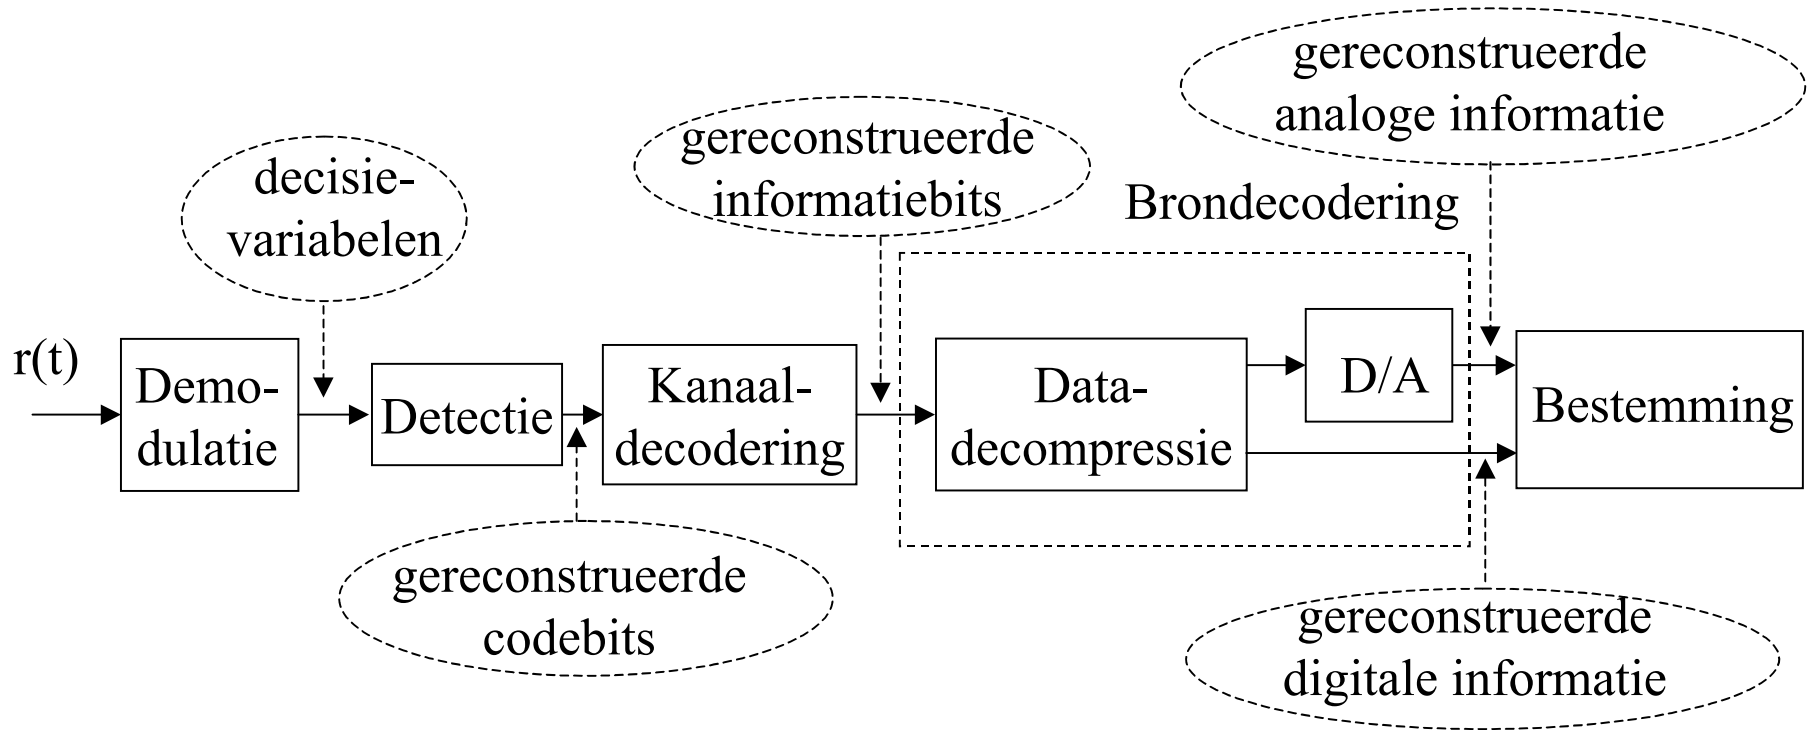 gereconstrueerde
analoge informatie
gereconstrueerde
informatiebits
decisie-
variabelen
Brondecodering
r(t)
Demo-
dulatie
Detectie
Kanaal-
decodering
Data-
decompressie
D/A
Bestemming
gereconstrueerde
codebits
gereconstrueerde
digitale informatie